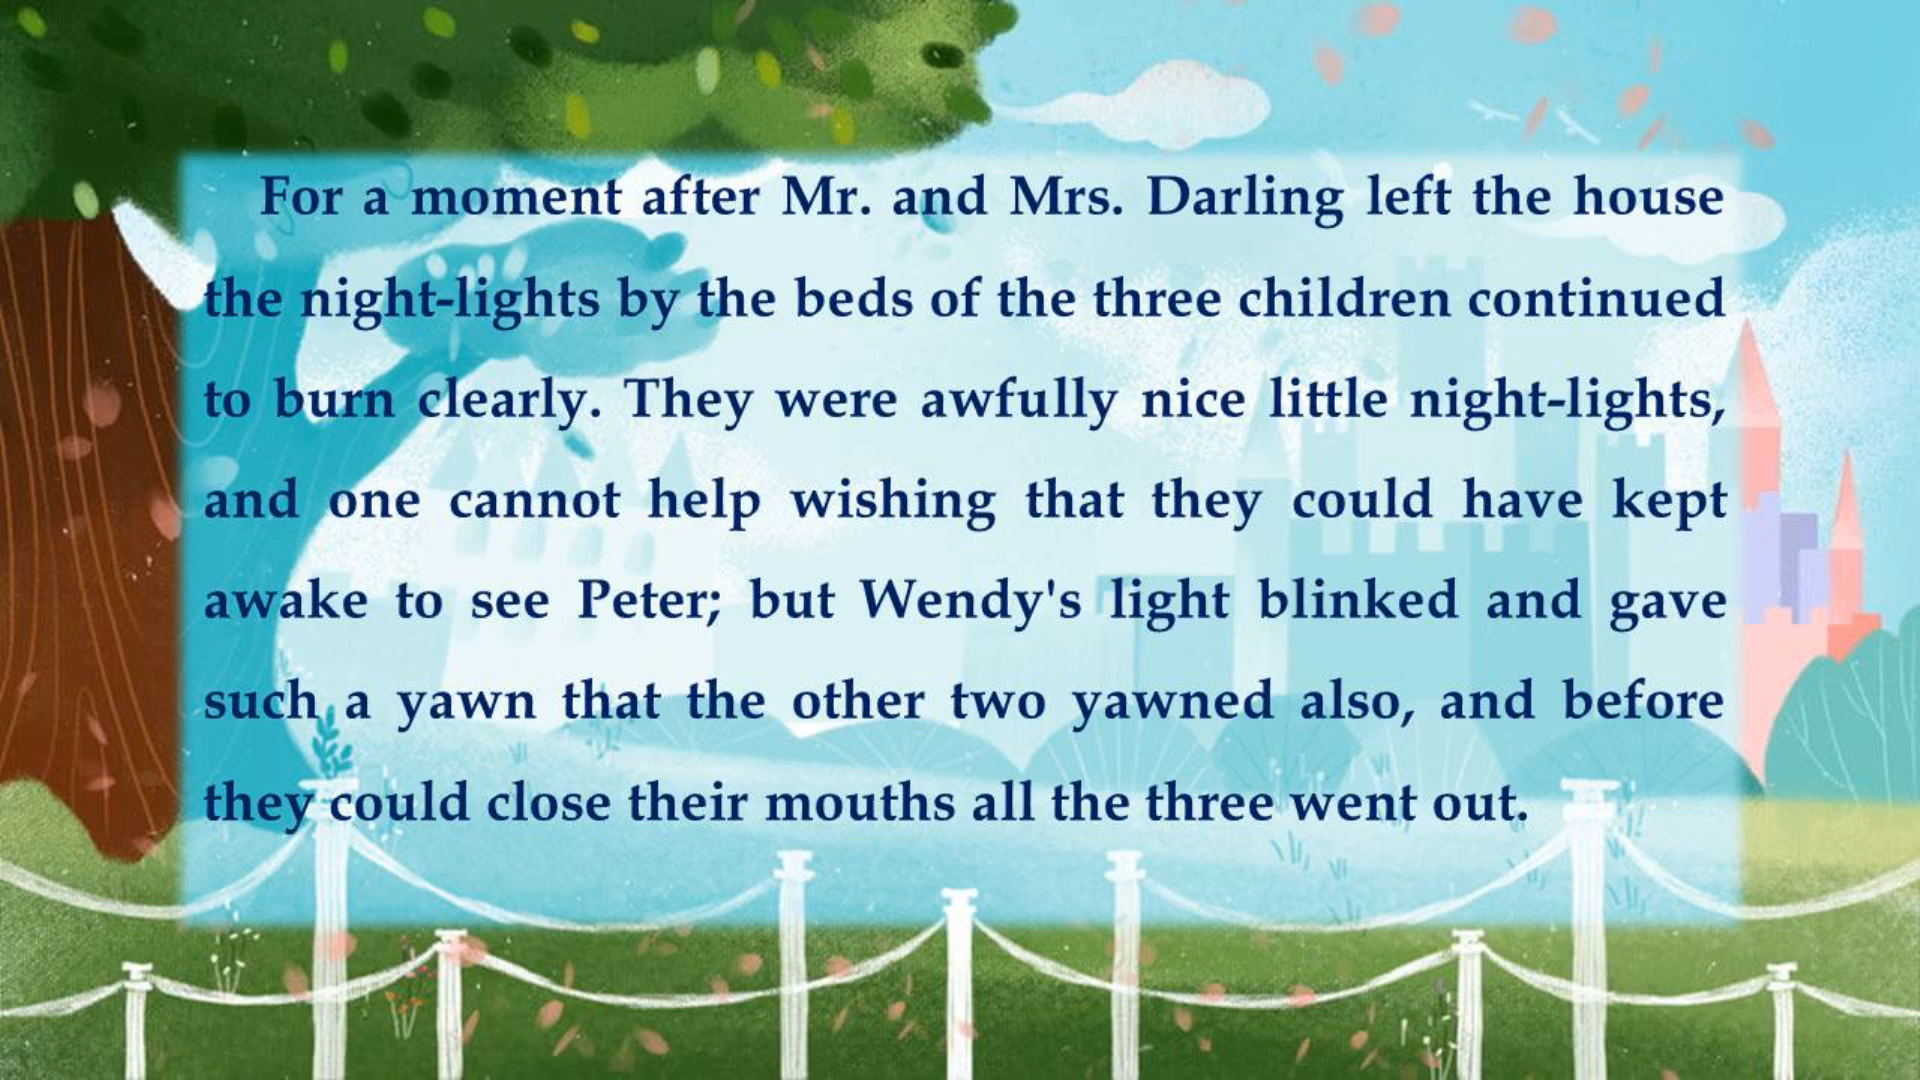 For a moment after Mr. and Mrs. Darling left the house
the night-lights by the beds of the three children continued
to burn clearly. They were awfully nice little night-lights,
and one cannot help wishing that they could have kept
awake to see Peter; but Wendy's light blinked and gave
such a yawn that the other two yawned also, and before
they could close their mouths all the three went out.